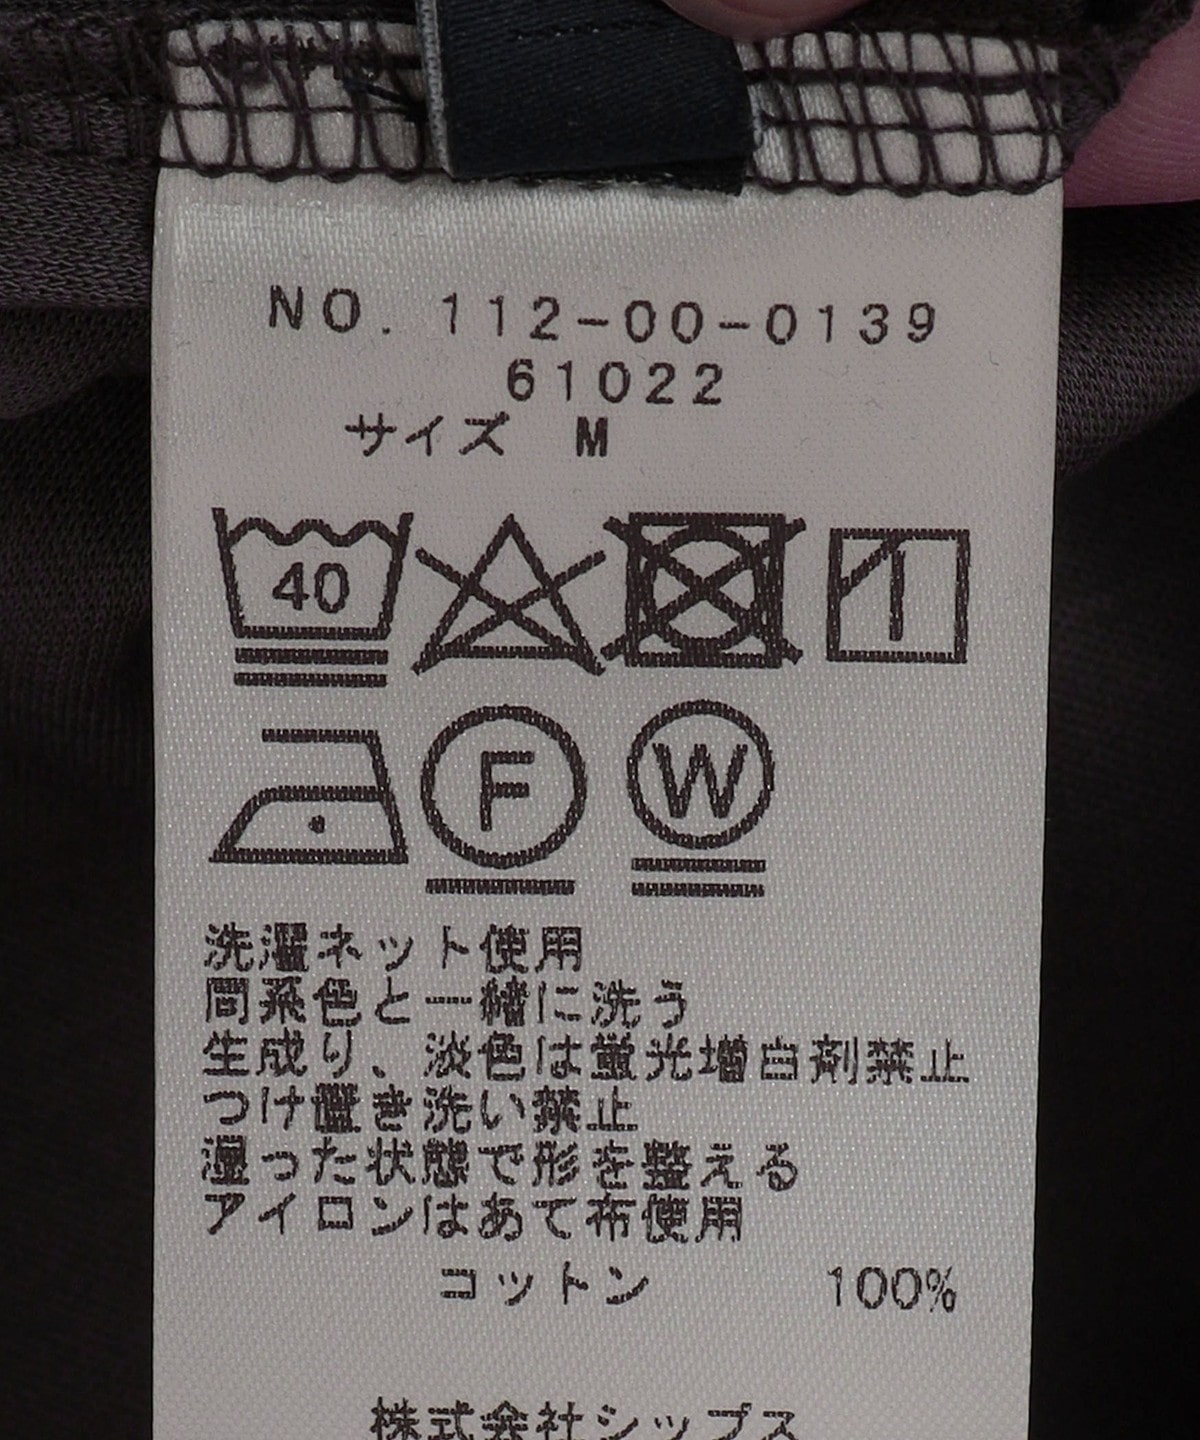 NO. 112-00-0139
61022
サイズ M
40
F W
洗濯ネット使用
同系色と一緒に洗う
生成り、淡色は蛍光増白剤禁止
つけ置き洗い禁止
湿った状態で形を整える
アイロンはあて布使用
コットン 100%
株式会社シップス